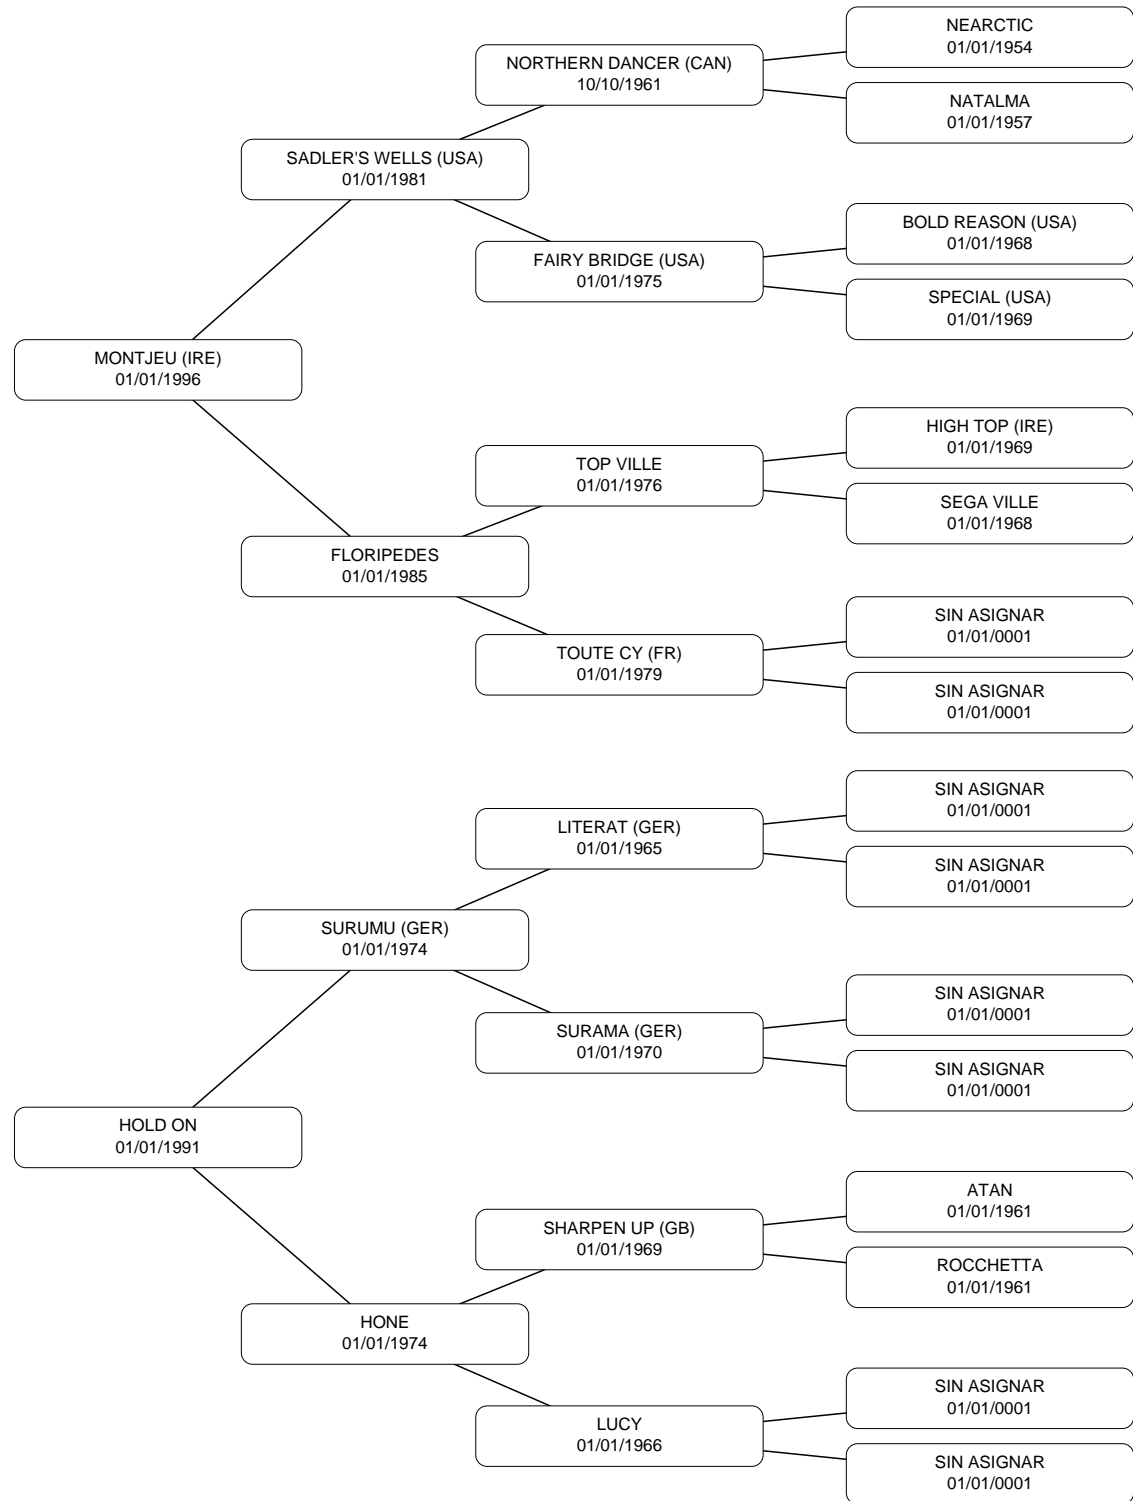 NEARCTIC
01/01/1954
NORTHERN DANCER (CAN)
10/10/1961
NATALMA
01/01/1957
SADLER'S WELLS (USA)
01/01/1981
BOLD REASON (USA)
01/01/1968
FAIRY BRIDGE (USA)
01/01/1975
SPECIAL (USA)
01/01/1969
MONTJEU (IRE)
01/01/1996
HIGH TOP (IRE)
01/01/1969
TOP VILLE
01/01/1976
SEGA VILLE
01/01/1968
FLORIPEDES
01/01/1985
SIN ASIGNAR
01/01/0001
TOUTE CY (FR)
01/01/1979
SIN ASIGNAR
01/01/0001
SIN ASIGNAR
01/01/0001
LITERAT (GER)
01/01/1965
SIN ASIGNAR
01/01/0001
SURUMU (GER)
01/01/1974
SIN ASIGNAR
01/01/0001
SURAMA (GER)
01/01/1970
SIN ASIGNAR
01/01/0001
HOLD ON
01/01/1991
ATAN
01/01/1961
SHARPEN UP (GB)
01/01/1969
ROCCHETTA
01/01/1961
HONE
01/01/1974
SIN ASIGNAR
01/01/0001
LUCY
01/01/1966
SIN ASIGNAR
01/01/0001